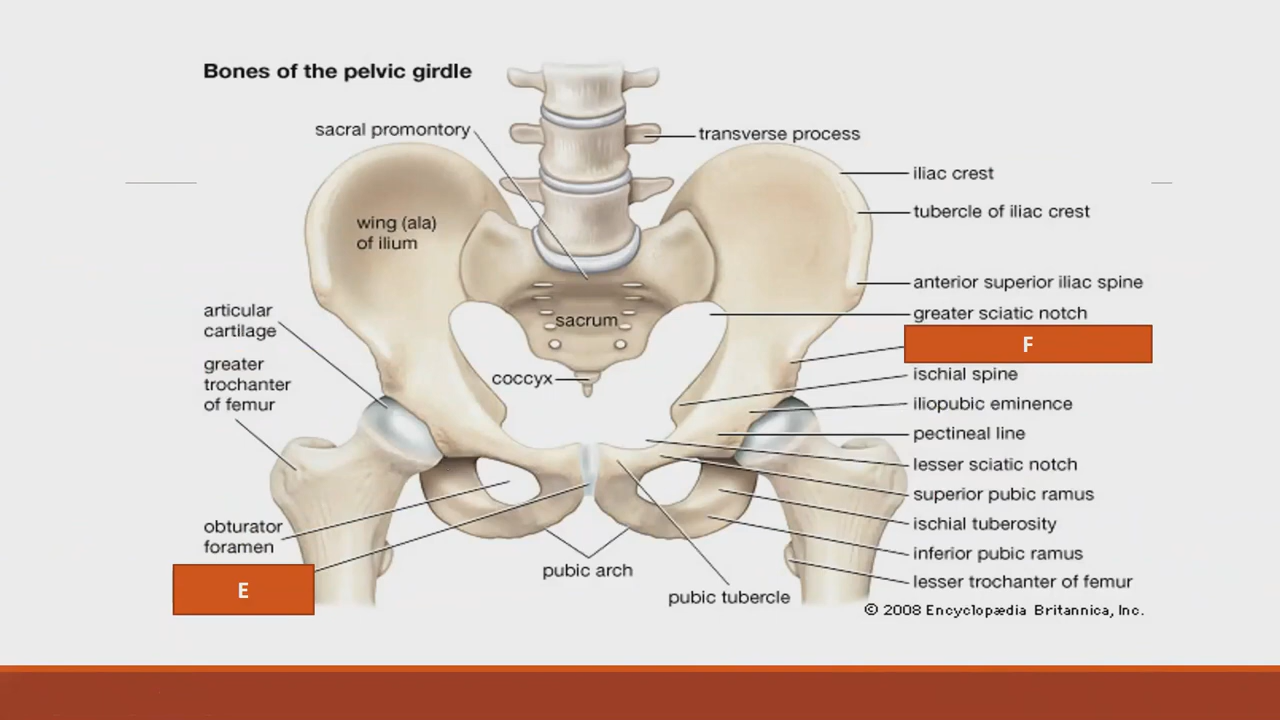 Bones of the pelvic girdle
sacral promontory
transverse process
iliac crest
tubercle of iliac crest
wing (ala)
of ilium
anterior superior iliac spine
greater sciatic notch
articular
cartilage
sacrum
F
greater
trochanter
of femur
coccyx
ischial spine
iliopubic eminence
pectineal line
lesser sciatic notch
superior pubic ramus
obturator
foramen
ischial tuberosity
inferior pubic ramus
pubic arch
lesser trochanter of femur
E
pubic tubercle
© 2008 Encyclopædia Britannica, Inc.